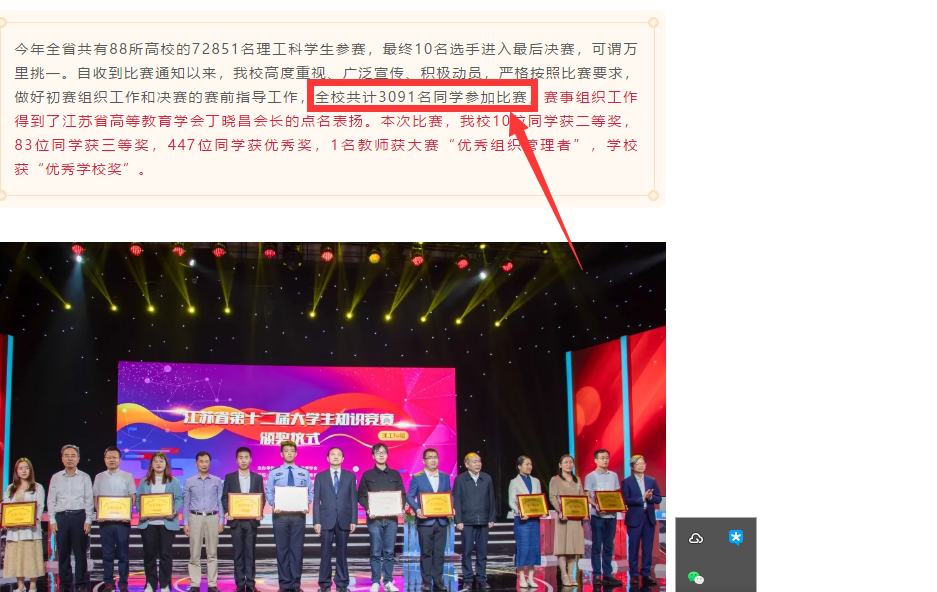 今年全省共有88所高校的72851名理工科学生参赛，最终10名选手进入最后决赛，可谓万
里挑一。自收到比赛通知以来，我校高度重视、广泛宣传、积极动员，严格按照比赛要求，
做好初赛组织工作和决赛的赛前指导工作，全校共计3091名同学参加比赛，赛事组织工作
得到了江苏省高等教育学会丁晓昌会长的点名表扬。本次比赛，我校10位同学获二等奖，
83位同学获三等奖，447位同学获优秀奖，1名教师获大赛“优秀组织管理者”，学校
获“优秀学校奖”。
江苏省第十二届大学生知识竞赛
颁奖仪式